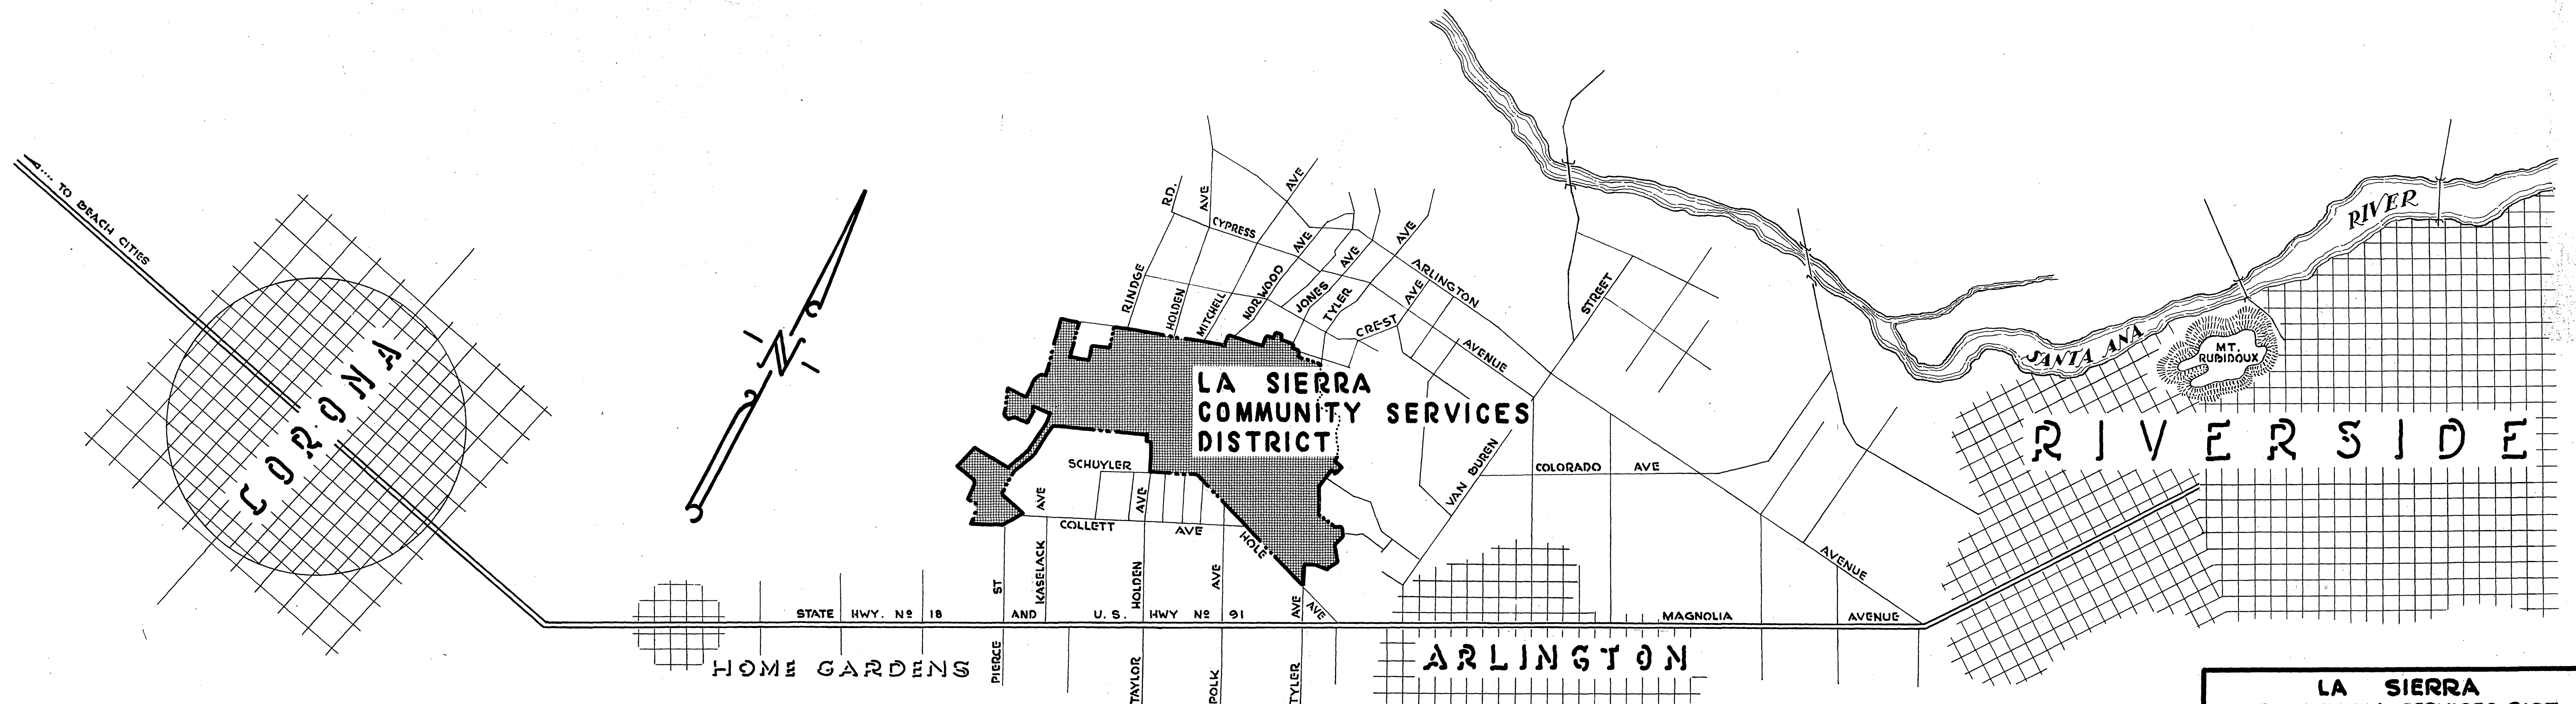 TO BEACH CITIES
CORONA
N
RINDGE RD.
HOLDEN AVE
MITCHELL AVE
CYPRESS
NORWOOD AVE
JONES AVE
TYLER AVE
CREST AVE
ARLINGTON
AVENUE
AVENUE
VAN BUREN STREET
COLORADO AVE
SANTA ANA RIVER
MT.
RUBIDOUX
RIVERSIDE
LA SIERRA
COMMUNITY SERVICES
DISTRICT
SCHUYLER
AVE
AVE
COLLETT AVE
HOLE AVE
KASELACK
HOLDEN
AVE
AVE
ST
STATE HWY. Nº 18 AND U.S. HWY Nº 91
MAGNOLIA AVENUE
HOME GARDENS
PIERCE
TAYLOR
POLK
TYLER
ARLINGTON
LA SIERRA